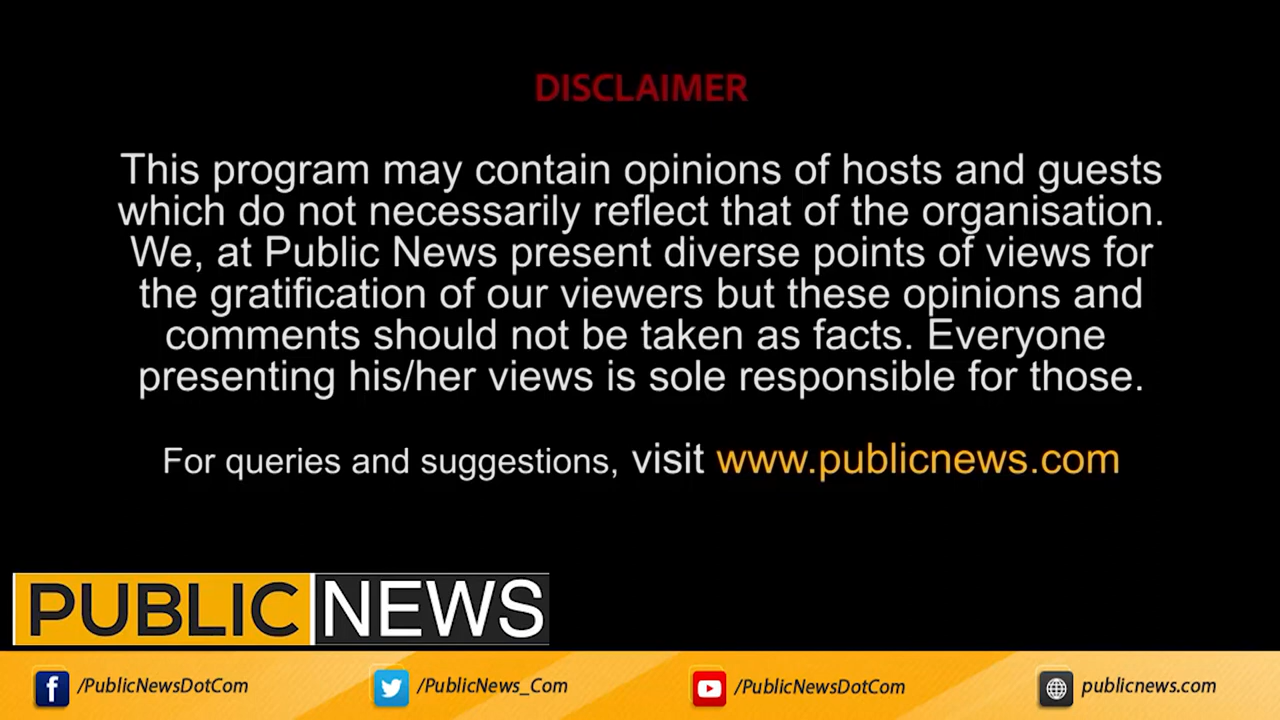 DISCLAIMER
This program may contain opinions of hosts and guests
which do not necessarily reflect that of the organisation.
We, at Public News present diverse points of views for
the gratification of our viewers but these opinions and
comments should not be taken as facts. Everyone
presenting his/her views is sole responsible for those.
For queries and suggestions, visit www.publicnews.com
PUBLIC NEWS
/PublicNewsDotCom /PublicNews_Com /PublicNewsDotCom publicnews.com